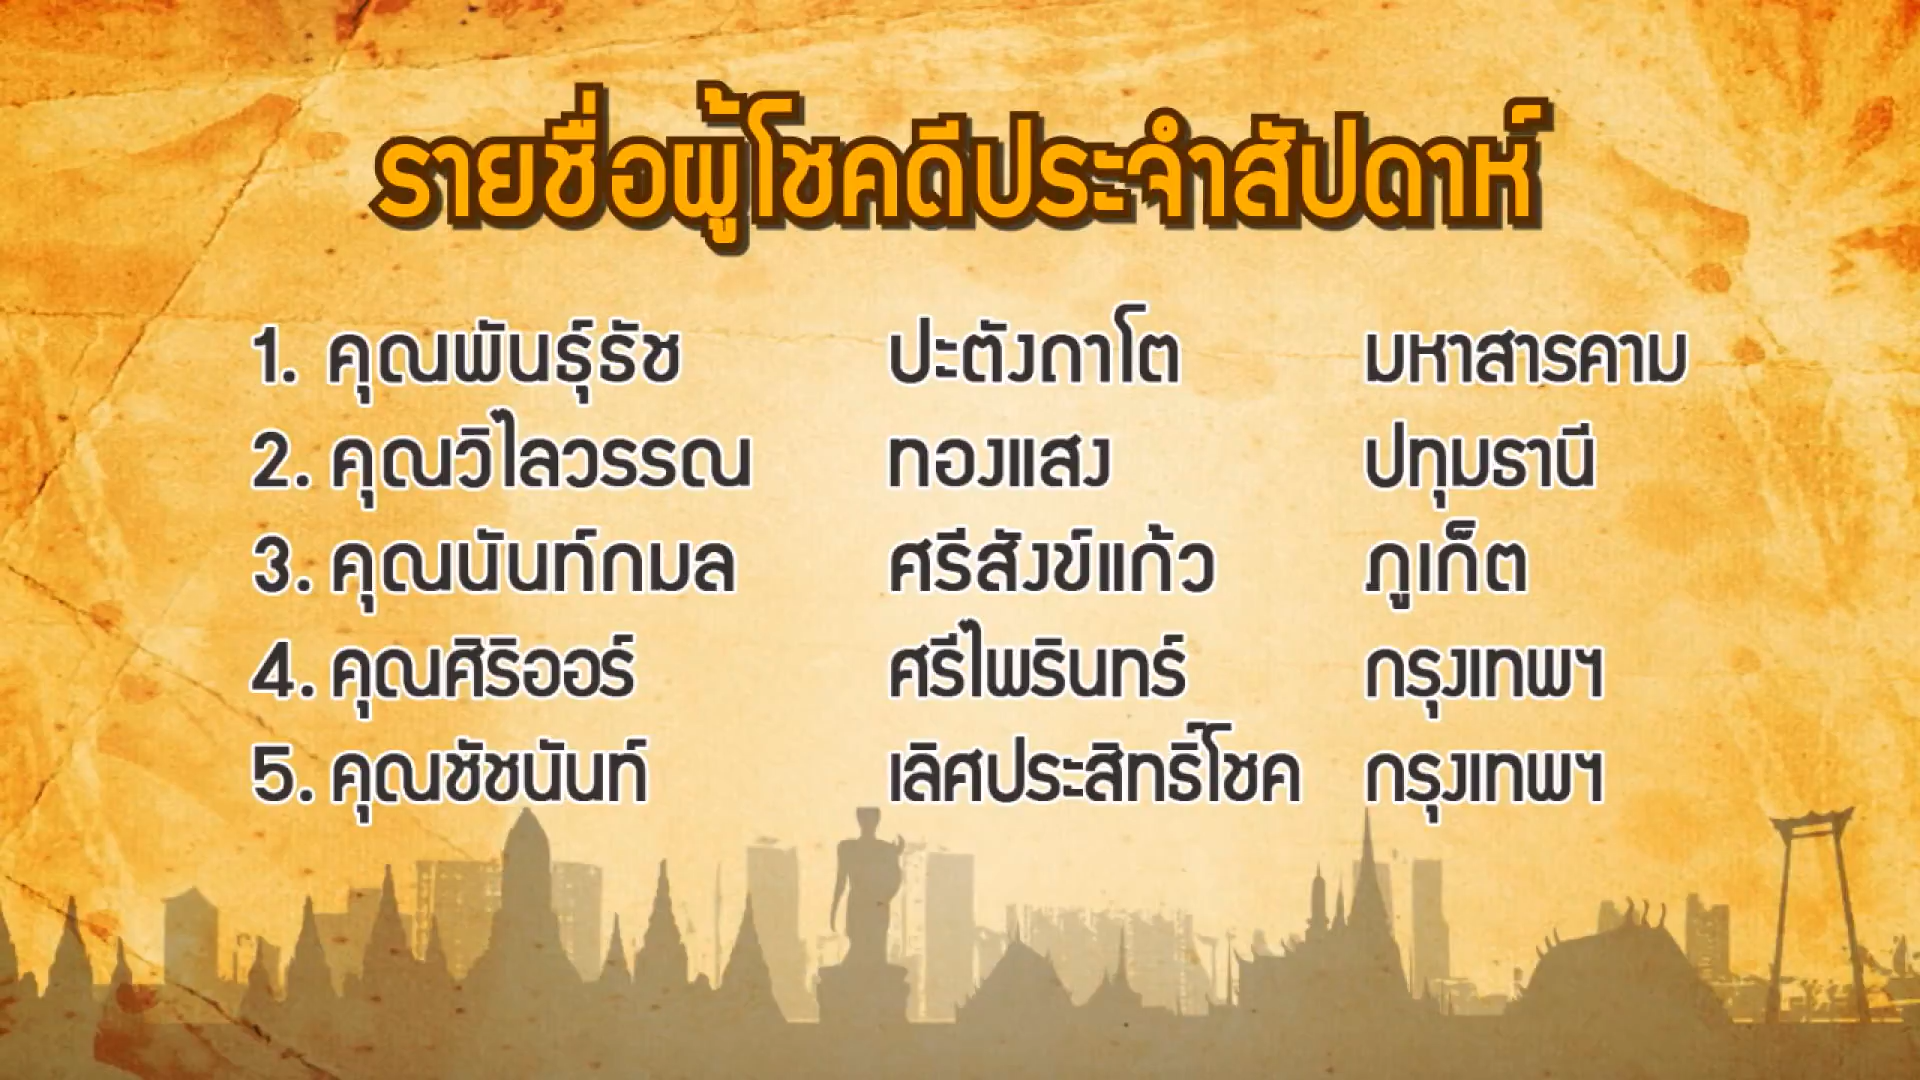 รายชื่อผู้โชคดีประจำสัปดาห์
1. คุณพันธุ์ธัช ปะตังถาโต มหาสารคาม
2. คุณวิไลวรรณ ทองแสง ปทุมธานี
3. คุณนันท์กมล ศรีสังข์แก้ว ภูเก็ต
4. คุณศิริออร์ ศรีไพรินทร์ กรุงเทพฯ
5. คุณชัชนันท์ เลิศประสิทธิ์โชค กรุงเทพฯ